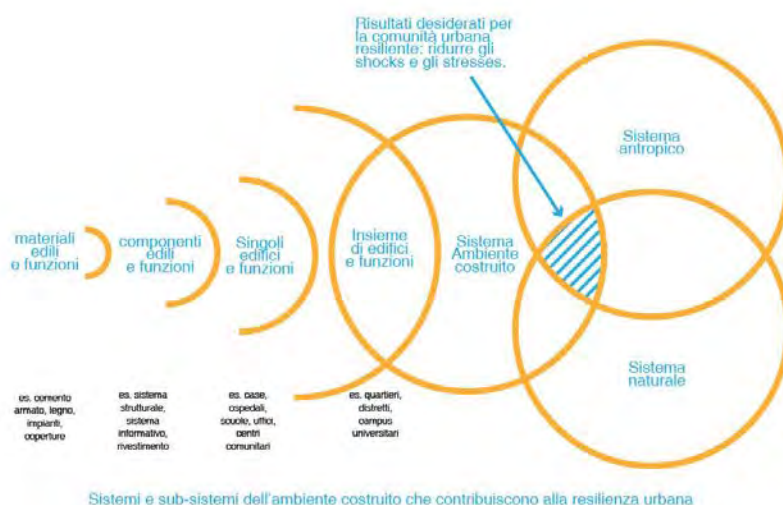 Risultati desiderati per
la comunità urbana
resiliente: ridurre gli
shocks e gli stresses.
Sistema
antropico
materiali
edili
e funzioni
componenti
edili
e funzioni
Singoli
edifici
e funzioni
Insieme
di edifici
e funzioni
Sistema
Ambiente
costruito
Sistema
naturale
es. cemento
armato, legno,
impianti,
coperture
es. sistema
strutturale,
sistema
informativo,
rivestimento
es. case,
ospedali,
scuole, uffici,
centri
comunitari
es. quartieri,
distretti,
campus
universitari
Sistemi e sub-sistemi dell'ambiente costruito che contribuiscono alla resilienza urbana